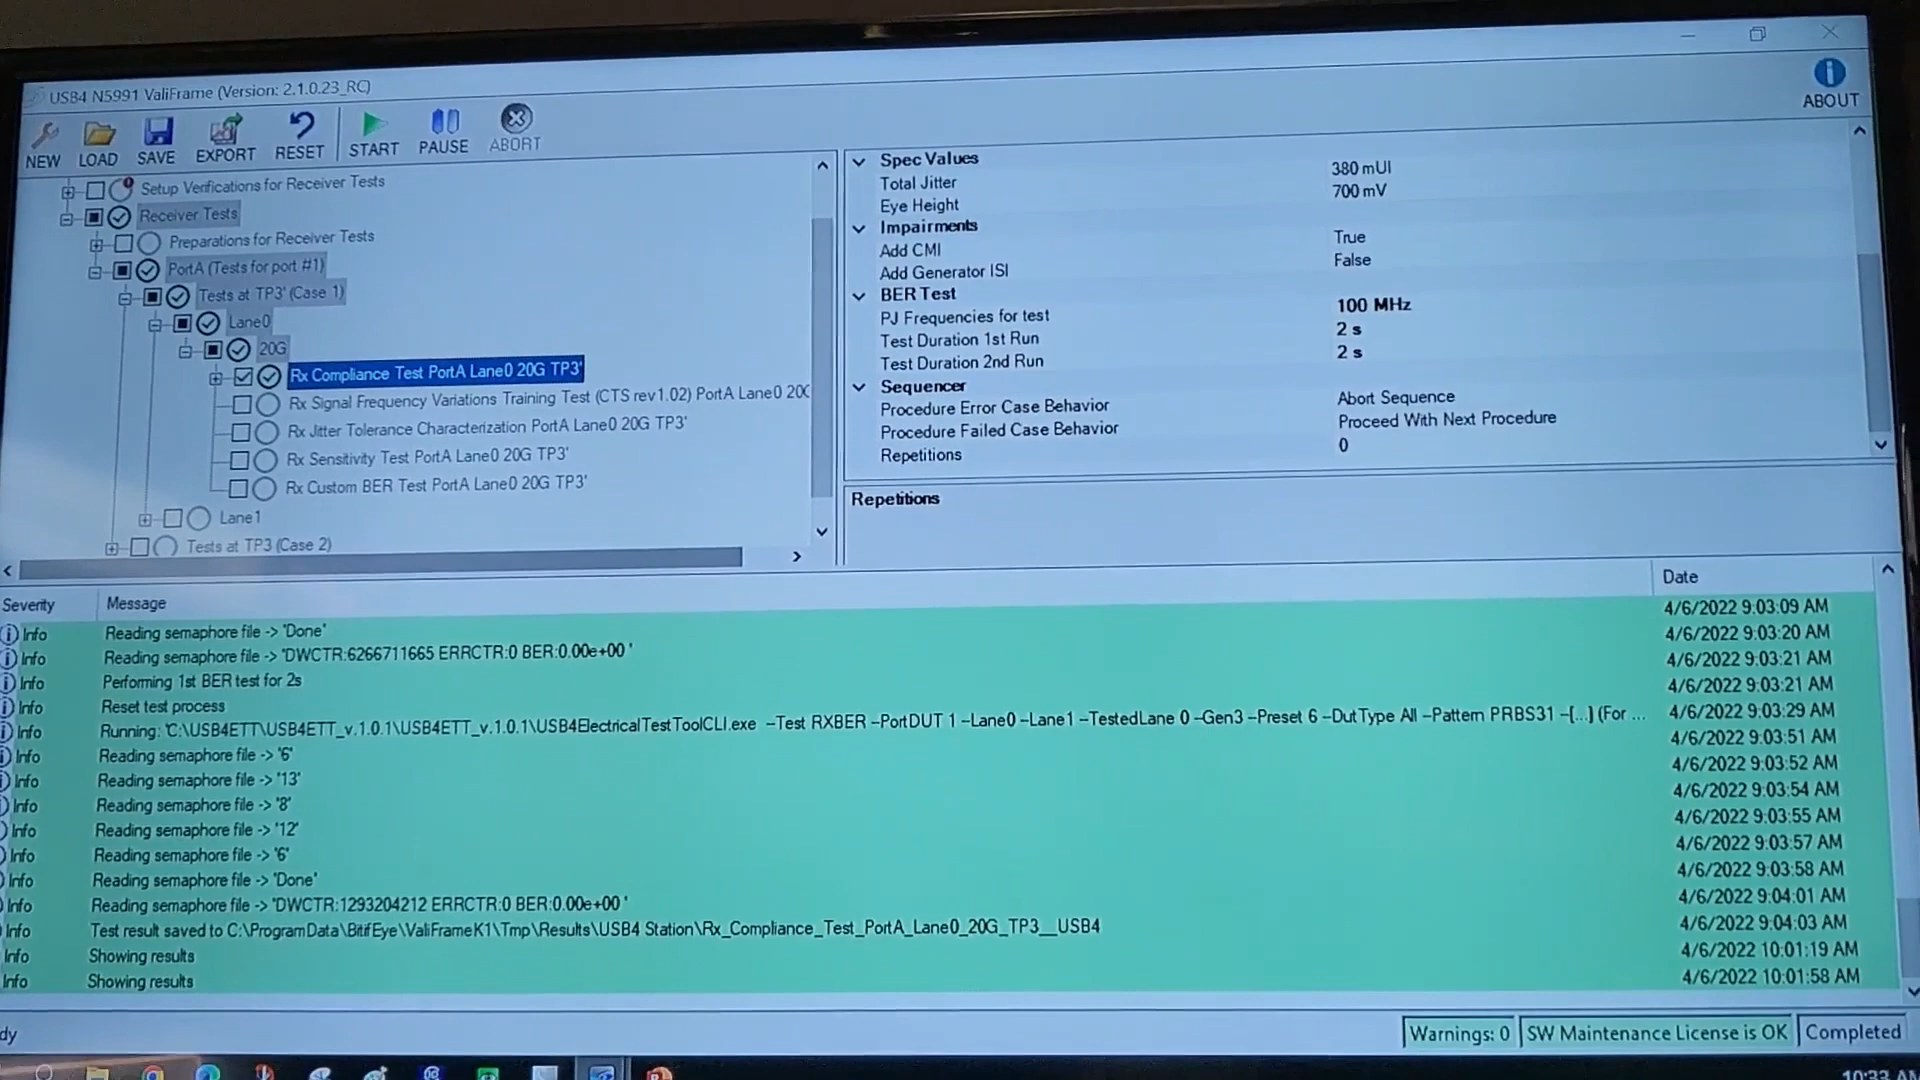 USB4 N5991 ValiFrame (Version: 2.1.0.23_RC)
NEW LOAD SAVE EXPORT RESET START PAUSE ABORT
ABOUT
Setup Verifications for Receiver Tests
Receiver Tests
Preparations for Receiver Tests
PortA (Tests for port #1)
Tests at TP3' (Case 1)
Lane0
20G
Rx Compliance Test PortA Lane0 20G TP3'
Rx Signal Frequency Variations Training Test (CTS rev1.02) PortA Lane0 20G
Rx Jitter Tolerance Characterization PortA Lane0 20G TP3'
Rx Sensitivity Test PortA Lane0 20G TP3'
Rx Custom BER Test PortA Lane0 20G TP3'
Lane1
Tests at TP3 (Case 2)
Spec Values
Total Jitter 380 mUI
Eye Height 700 mV
Impairments
Add CMI True
Add Generator ISI False
BER Test
PJ Frequencies for test 100 MHz
Test Duration 1st Run 2 s
Test Duration 2nd Run 2 s
Sequencer
Procedure Error Case Behavior Abort Sequence
Procedure Failed Case Behavior Proceed With Next Procedure
Repetitions 0
Repetitions
Severity Message Date
4/6/2022 9:03:09 AM
Info Reading semaphore file -> 'Done' 4/6/2022 9:03:20 AM
Info Reading semaphore file -> 'DWCTR:6266711665 ERRCTR:0 BER:0.00e+00 ' 4/6/2022 9:03:21 AM
Info Performing 1st BER test for 2s 4/6/2022 9:03:21 AM
Info Reset test process 4/6/2022 9:03:29 AM
Info Running: 'C:\USB4ETT\USB4ETT_v.1.0.1\USB4ETT_v.1.0.1\USB4ElectricalTestToolCLI.exe --Test RXBER --PortDUT 1 --Lane0 --Lane1 --TestedLane 0 --Gen3 --Preset 6 --DutType All --Pattern PRBS31 --[...] (For ... 4/6/2022 9:03:51 AM
Info Reading semaphore file -> '6' 4/6/2022 9:03:52 AM
Info Reading semaphore file -> '13' 4/6/2022 9:03:54 AM
Info Reading semaphore file -> '8' 4/6/2022 9:03:55 AM
Info Reading semaphore file -> '12' 4/6/2022 9:03:57 AM
Info Reading semaphore file -> '6' 4/6/2022 9:03:58 AM
Info Reading semaphore file -> 'Done' 4/6/2022 9:04:01 AM
Info Reading semaphore file -> 'DWCTR:1293204212 ERRCTR:0 BER:0.00e+00 ' 4/6/2022 9:04:03 AM
Info Test result saved to C:\ProgramData\BitifEye\ValiFrameK1\Tmp\Results\USB4 Station\Rx_Compliance_Test_PortA_Lane0_20G_TP3__USB4
Info Showing results 4/6/2022 10:01:19 AM
Info Showing results 4/6/2022 10:01:58 AM
dy Warnings: 0 SW Maintenance License is OK Completed
10:33 AM